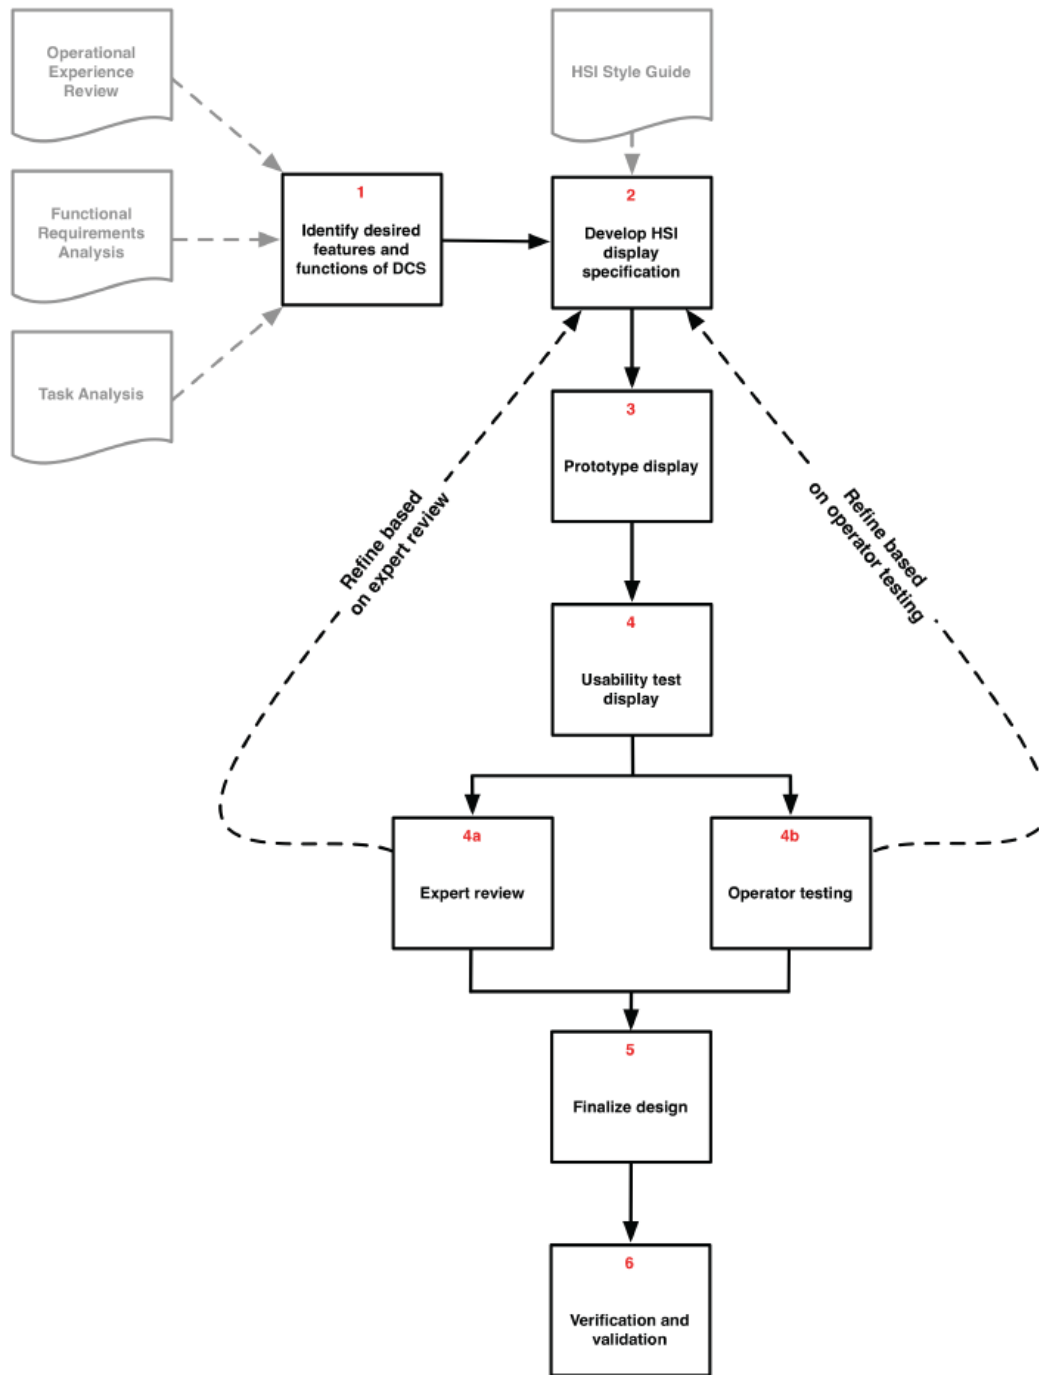 Operational
Experience
Review
HSI Style Guide
Functional
Requirements
Analysis
1
Identify desired
features and
functions of DCS
2
Develop HSI
display
specification
Task Analysis
3
Prototype display
Refine based
on expert review
Refine based
on operator testing
4
Usability test
display
4a
Expert review
4b
Operator testing
5
Finalize design
6
Verification and
validation